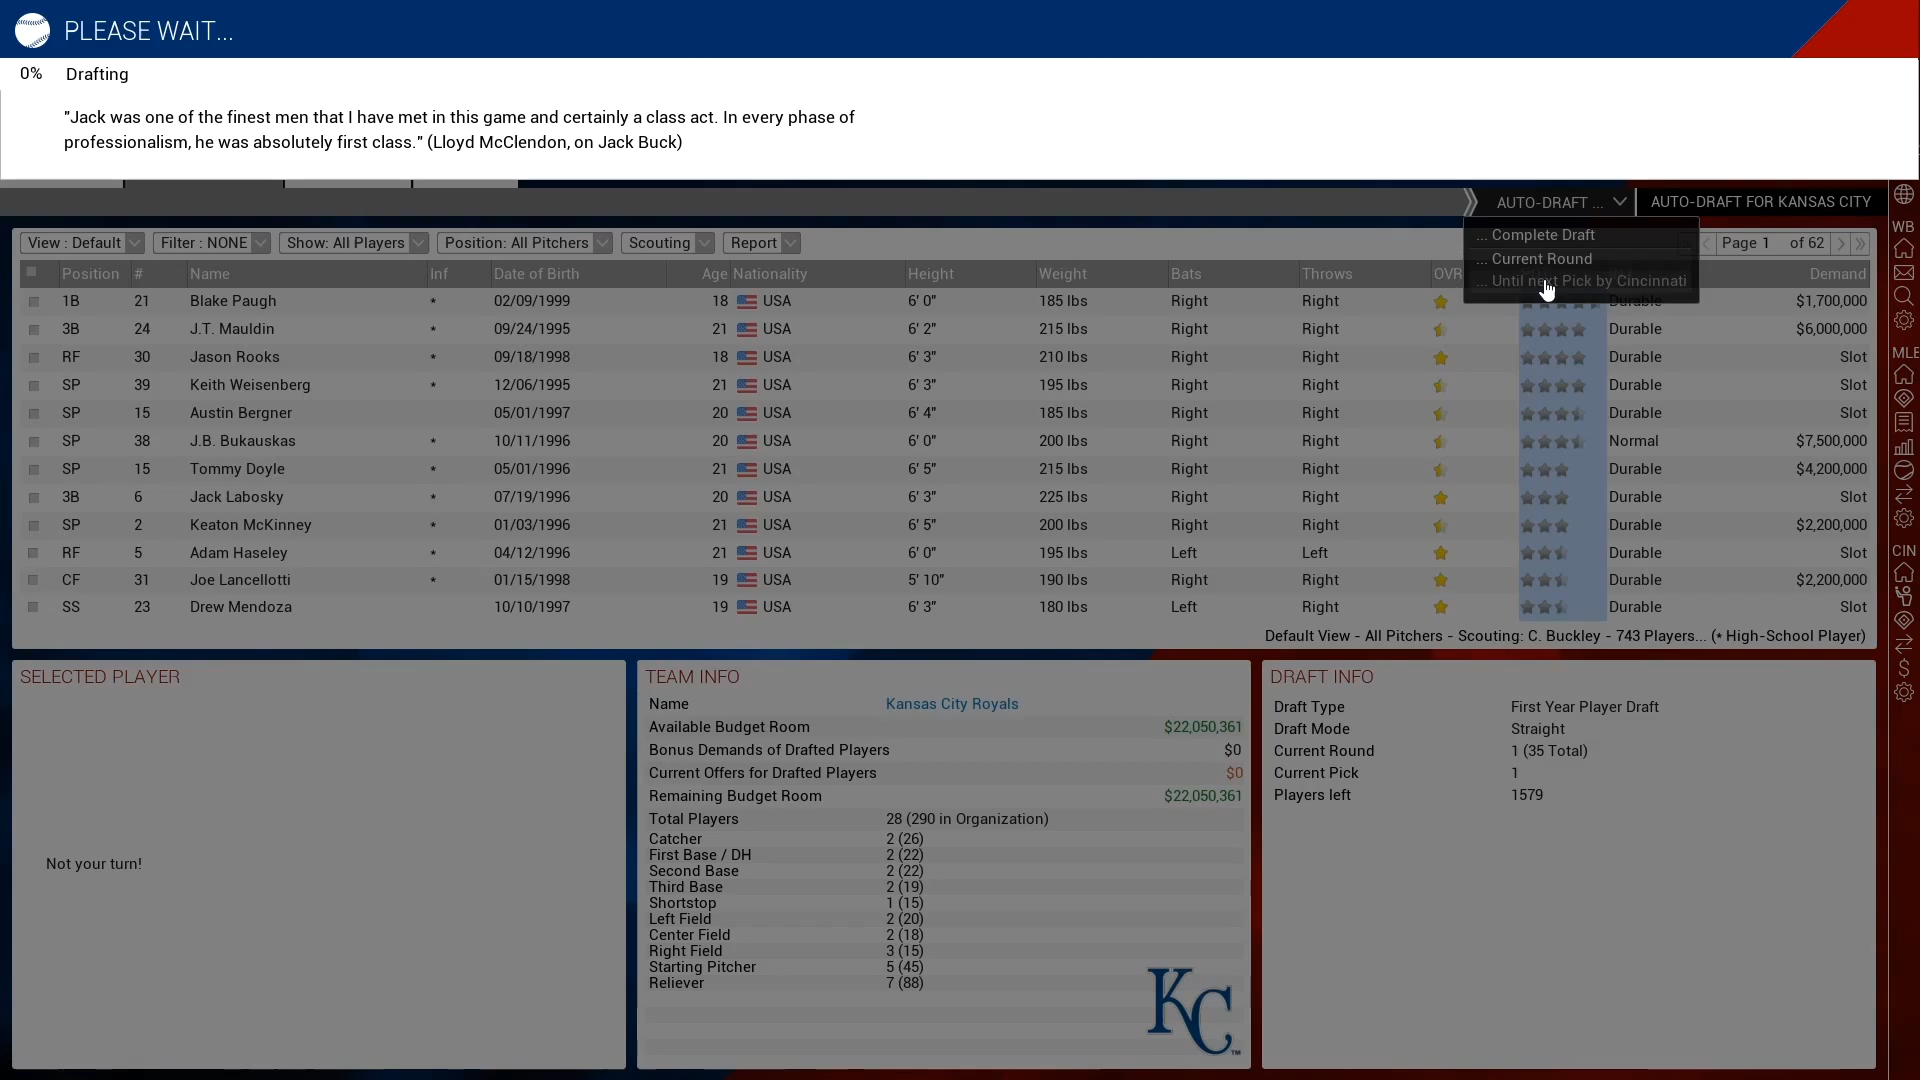 PLEASE WAIT...
0% Drafting
"Jack was one of the finest men that I have met in this game and certainly a class act. In every phase of
professionalism, he was absolutely first class." (Lloyd McClendon, on Jack Buck)
AUTO-DRAFT ... AUTO-DRAFT FOR KANSAS CITY
... Complete Draft
... Current Round
... Until next Pick by Cincinnati
View : Default Filter : NONE Show: All Players Position: All Pitchers Scouting Report Page 1 of 62
Position # Name Inf Date of Birth Age Nationality Height Weight Bats Throws OVR Demand
1B 21 Blake Paugh * 02/09/1999 18 USA 6' 0" 185 lbs Right Right Durable $1,700,000
3B 24 J.T. Mauldin * 09/24/1995 21 USA 6' 2" 215 lbs Right Right Durable $6,000,000
RF 30 Jason Rooks * 09/18/1998 18 USA 6' 3" 210 lbs Right Right Durable Slot
SP 39 Keith Weisenberg * 12/06/1995 21 USA 6' 3" 195 lbs Right Right Durable Slot
SP 15 Austin Bergner 05/01/1997 20 USA 6' 4" 185 lbs Right Right Durable Slot
SP 38 J.B. Bukauskas * 10/11/1996 20 USA 6' 0" 200 lbs Right Right Normal $7,500,000
SP 15 Tommy Doyle * 05/01/1996 21 USA 6' 5" 215 lbs Right Right Durable $4,200,000
3B 6 Jack Labosky * 07/19/1996 20 USA 6' 3" 225 lbs Right Right Durable Slot
SP 2 Keaton McKinney * 01/03/1996 21 USA 6' 5" 200 lbs Right Right Durable $2,200,000
RF 5 Adam Haseley * 04/12/1996 21 USA 6' 0" 195 lbs Left Left Durable Slot
CF 31 Joe Lancellotti * 01/15/1998 19 USA 5' 10" 190 lbs Right Right Durable $2,200,000
SS 23 Drew Mendoza 10/10/1997 19 USA 6' 3" 180 lbs Left Right Durable Slot
Default View - All Pitchers - Scouting: C. Buckley - 743 Players... (* High-School Player)
WB
MLB
CIN
$
SELECTED PLAYER
Not your turn!
TEAM INFO
Name Kansas City Royals
Available Budget Room $22,050,361
Bonus Demands of Drafted Players $0
Current Offers for Drafted Players $0
Remaining Budget Room $22,050,361
Total Players 28 (290 in Organization)
Catcher 2 (26)
First Base / DH 2 (22)
Second Base 2 (22)
Third Base 2 (19)
Shortstop 1 (15)
Left Field 2 (20)
Center Field 2 (18)
Right Field 3 (15)
Starting Pitcher 5 (45)
Reliever 7 (88)
KC
TM
DRAFT INFO
Draft Type First Year Player Draft
Draft Mode Straight
Current Round 1 (35 Total)
Current Pick 1
Players left 1579